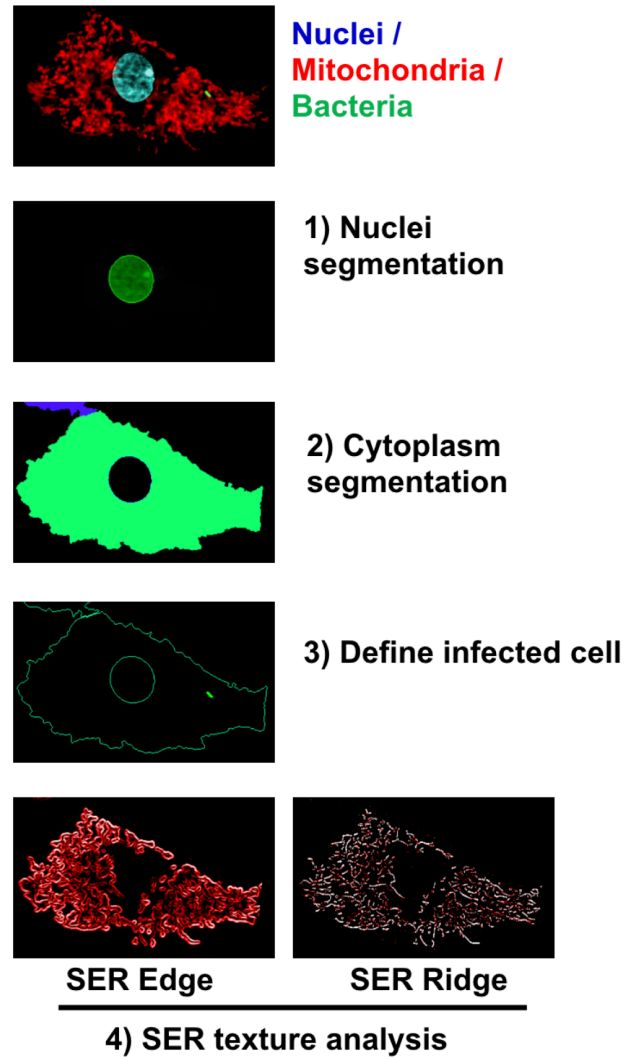 Nuclei /
Mitochondria /
Bacteria
1) Nuclei
segmentation
2) Cytoplasm
segmentation
3) Define infected cell
SER Edge
SER Ridge
4) SER texture analysis